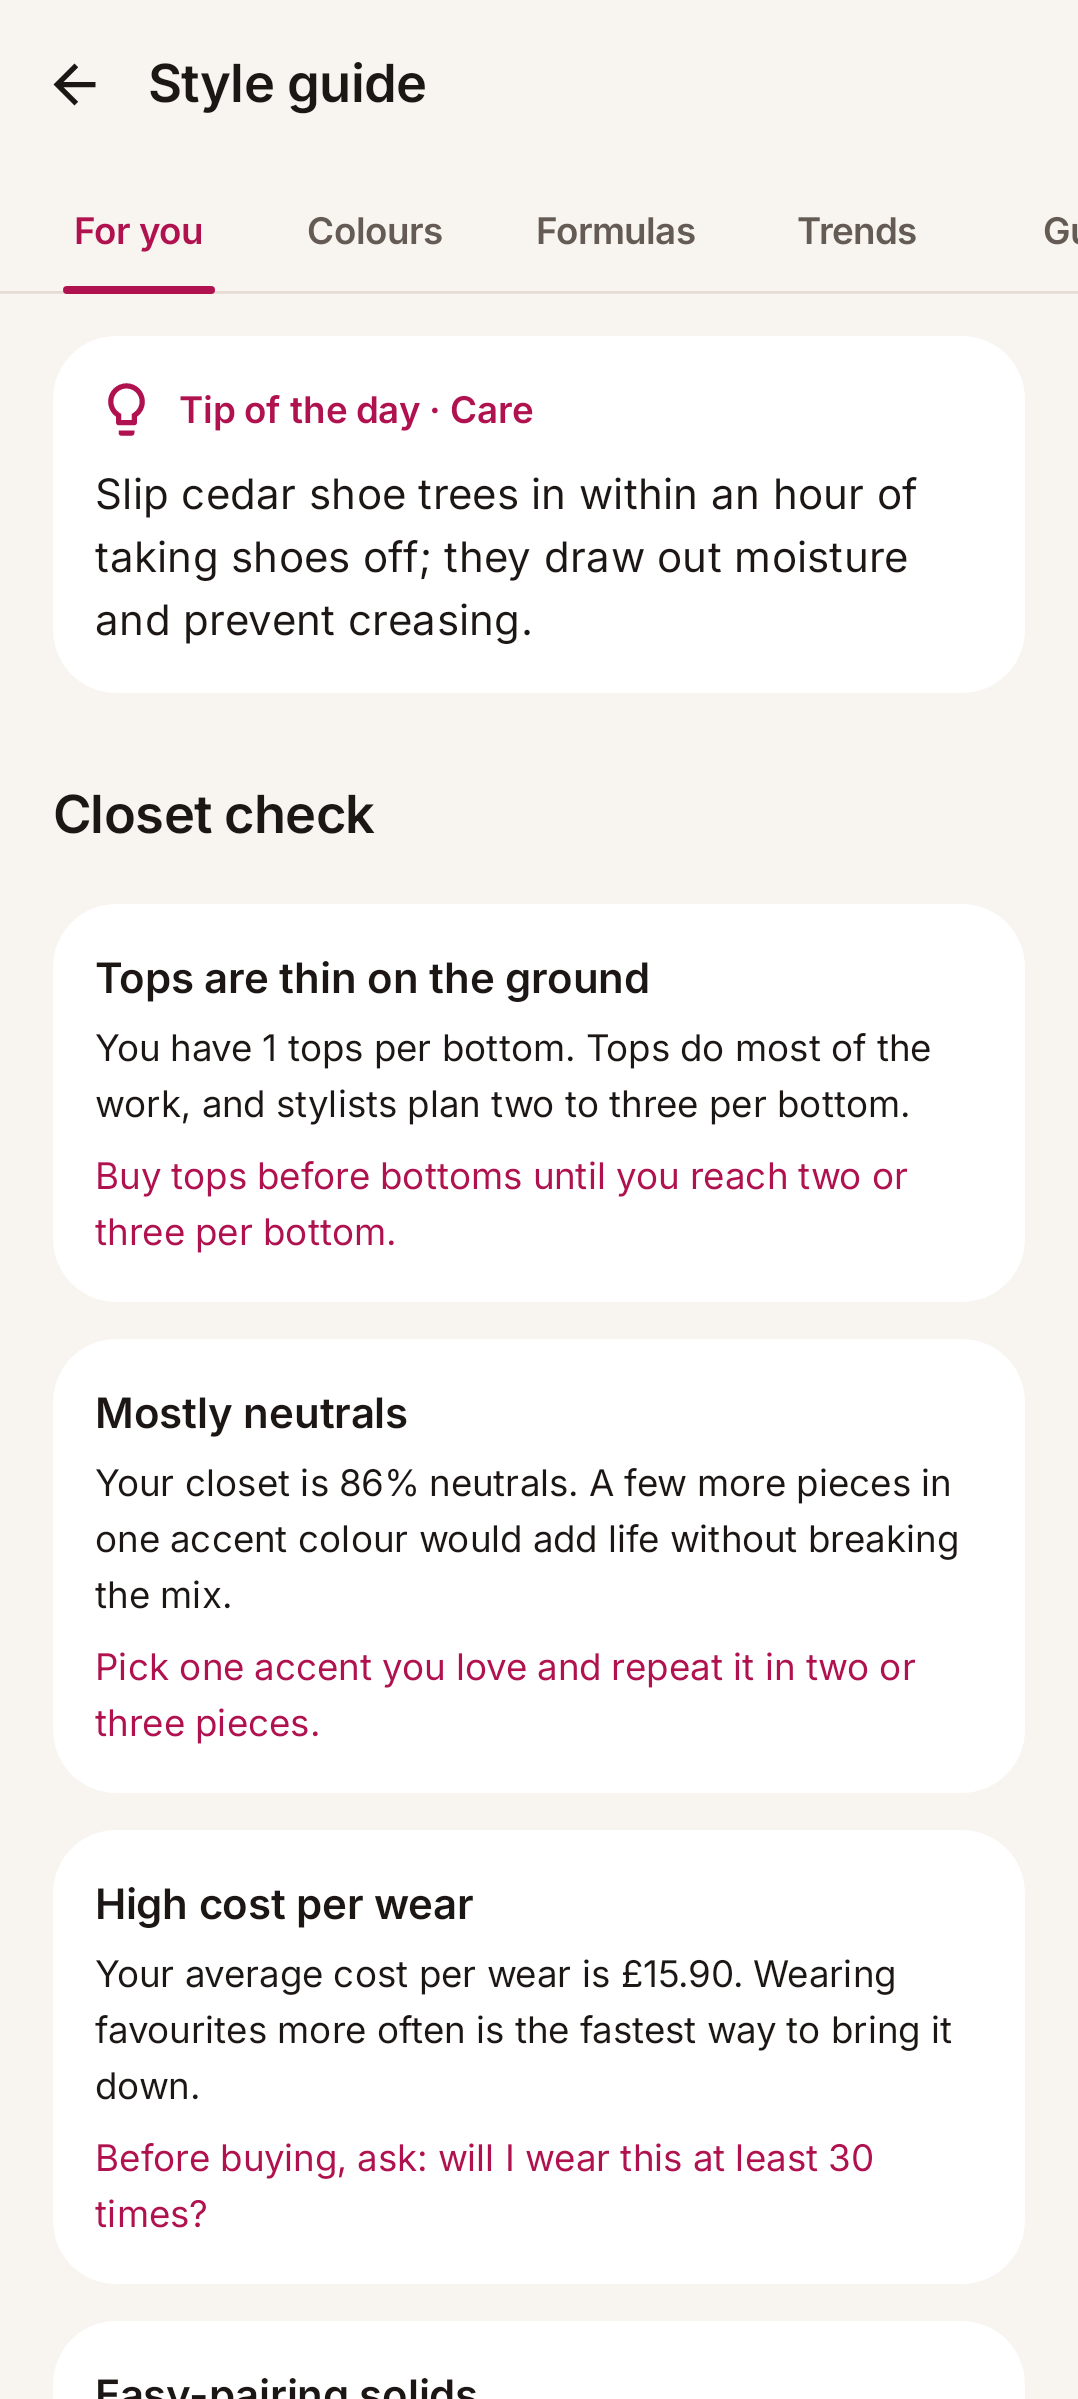 Style guide
For you Colours Formulas Trends Gu
Tip of the day · Care
Slip cedar shoe trees in within an hour of
taking shoes off; they draw out moisture
and prevent creasing.
Closet check
Tops are thin on the ground
You have 1 tops per bottom. Tops do most of the
work, and stylists plan two to three per bottom.
Buy tops before bottoms until you reach two or
three per bottom.
Mostly neutrals
Your closet is 86% neutrals. A few more pieces in
one accent colour would add life without breaking
the mix.
Pick one accent you love and repeat it in two or
three pieces.
High cost per wear
Your average cost per wear is £15.90. Wearing
favourites more often is the fastest way to bring it
down.
Before buying, ask: will I wear this at least 30
times?
Easy-pairing solids